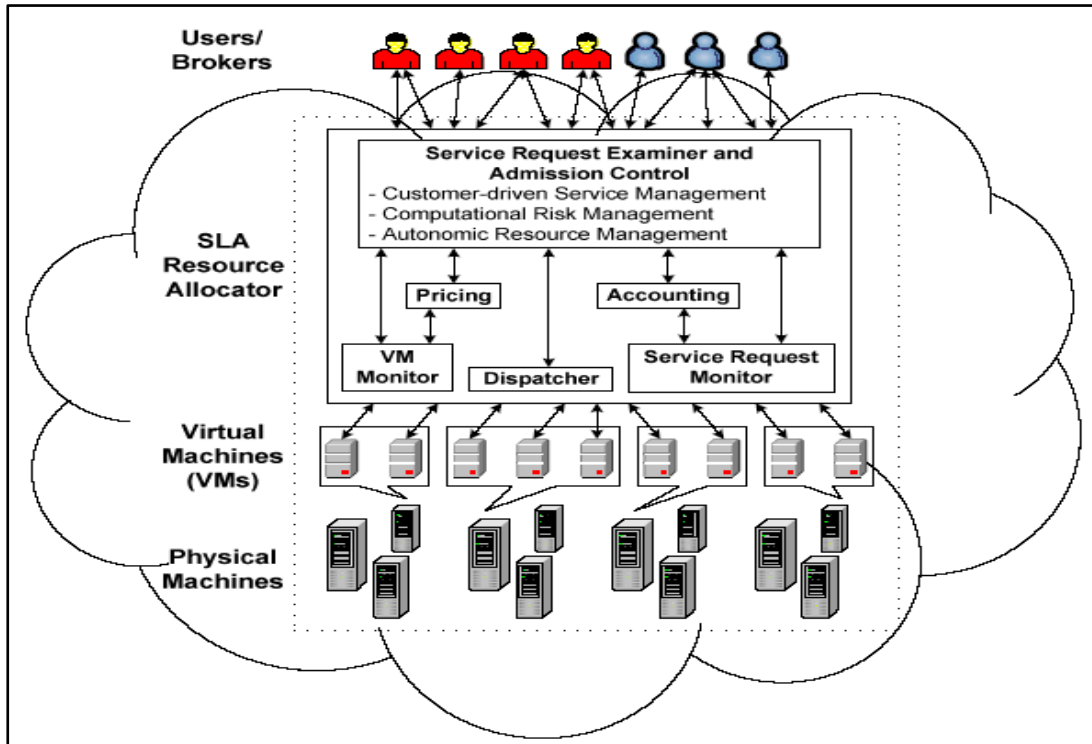 Users/
Brokers
Service Request Examiner and
Admission Control
- Customer-driven Service Management
- Computational Risk Management
- Autonomic Resource Management
SLA
Resource
Allocator
Pricing
Accounting
VM
Monitor
Dispatcher
Service Request
Monitor
Virtual
Machines
(VMs)
Physical
Machines